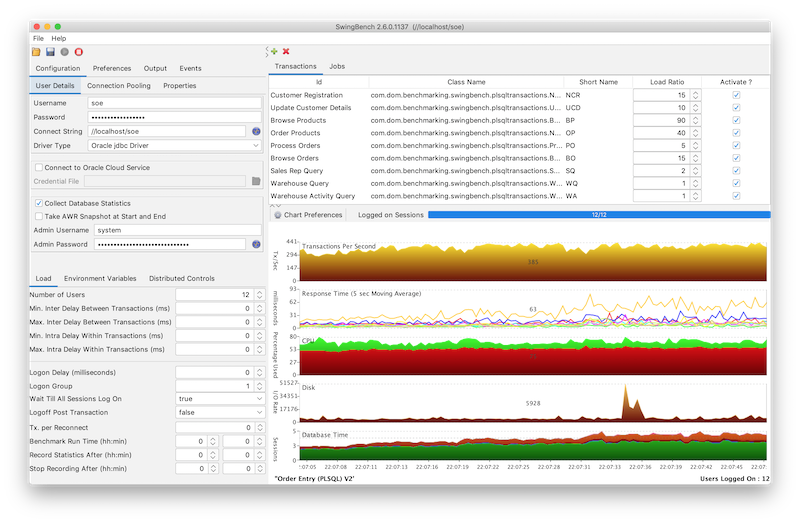 SwingBench 2.6.0.1137 (//localhost/soe)
File Help
Configuration Preferences Output Events
User Details Connection Pooling Properties
Username soe
Password ••••••••••••••••
Connect String //localhost/soe
Driver Type Oracle jdbc Driver
Connect to Oracle Cloud Service
Credential File
Collect Database Statistics
Take AWR Snapshot at Start and End
Admin Username system
Admin Password ••••••••••••••••••••••••••••
Load Environment Variables Distributed Controls
Number of Users 12
Min. Inter Delay Between Transactions (ms) 0
Max. Inter Delay Between Transactions (ms) 0
Min. Intra Delay Within Transactions (ms) 0
Max. Intra Delay Within Transactions (ms) 0
Logon Delay (milliseconds) 0
Logon Group 1
Wait Till All Sessions Log On true
Logoff Post Transaction false
Tx. per Reconnect 0
Benchmark Run Time (hh:min) 0 0
Record Statistics After (hh:min) 0 0
Stop Recording After (hh:min) 0 0
Transactions Jobs
Id Class Name Short Name Load Ratio Activate ?
Customer Registration com.dom.benchmarking.swingbench.plsqltransactions.N... NCR 15
Update Customer Details com.dom.benchmarking.swingbench.plsqltransactions.U... UCD 10
Browse Products com.dom.benchmarking.swingbench.plsqltransactions.B... BP 90
Order Products com.dom.benchmarking.swingbench.plsqltransactions.N... OP 40
Process Orders com.dom.benchmarking.swingbench.plsqltransactions.Pr... PO 5
Browse Orders com.dom.benchmarking.swingbench.plsqltransactions.B... BO 15
Sales Rep Query com.dom.benchmarking.swingbench.plsqltransactions.S... SQ 2
Warehouse Query com.dom.benchmarking.swingbench.plsqltransactions.W... WQ 1
Warehouse Activity Query com.dom.benchmarking.swingbench.plsqltransactions.W... WA 1
Chart Preferences Logged on Sessions 12/12
Transactions Per Second
Tx/Sec
441
294
147
0
385
Response Time (5 sec Moving Average)
milliseconds
93
62
31
0
63
CPU
Percentage Used
80
53
27
0
Disk
I/O Rate
51527
34351
17176
0
5928
Database Time
Sessions
5
3
2
0
:07:05 22:07:08 22:07:11 22:07:13 22:07:16 22:07:19 22:07:22 22:07:25 22:07:27 22:07:31 22:07:34 22:07:36 22:07:39 22:07:42 22:07:45 22:07:
"Order Entry (PLSQL) V2' Users Logged On : 12